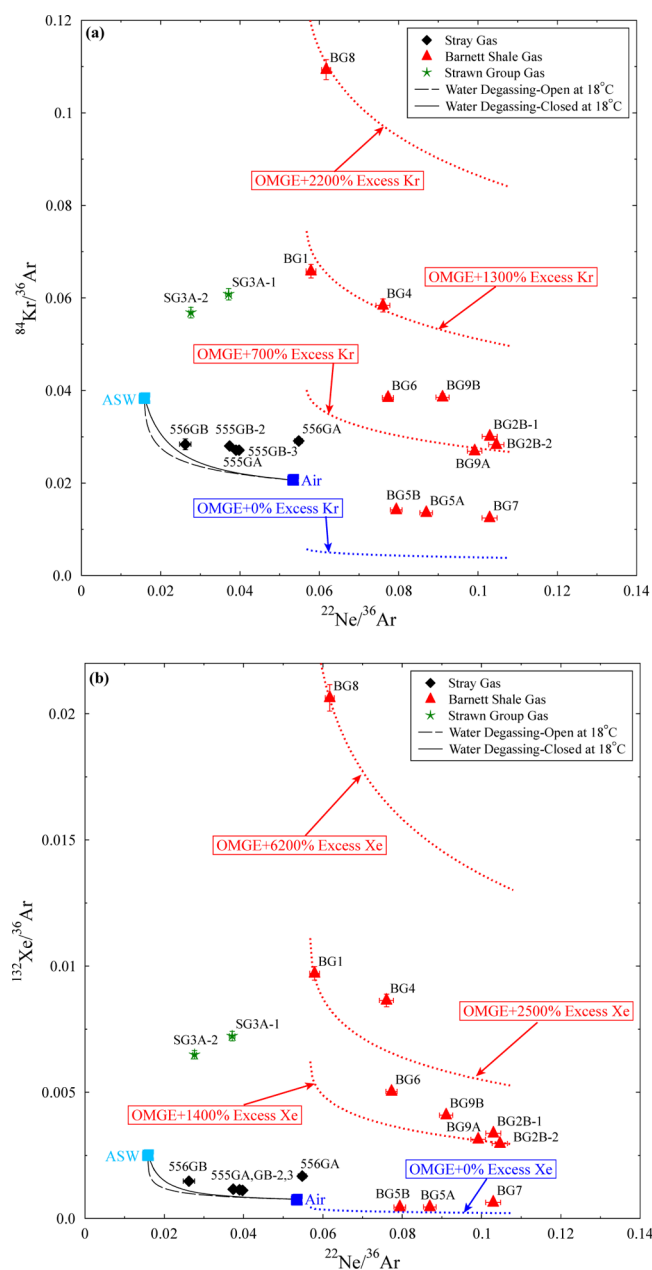 (a)
0.12
0.1
0.08
0.06
0.04
0.02
0.0
⁸⁴Kr/³⁶Ar
Stray Gas
Barnett Shale Gas
Strawn Group Gas
Water Degassing-Open at 18°C
Water Degassing-Closed at 18°C
BG8
OMGE+2200% Excess Kr
BG1
SG3A-1
SG3A-2
BG4
OMGE+1300% Excess Kr
OMGE+700% Excess Kr
BG6
BG9B
ASW
556GB
555GB-2
556GA
BG2B-1
BG2B-2
555GB-3
555GA
BG9A
Air
OMGE+0% Excess Kr
BG5B
BG5A
BG7
0
0.02
0.04
0.06
0.08
0.1
0.12
0.14
²²Ne/³⁶Ar
(b)
0.02
0.015
0.01
0.005
0.0
¹³²Xe/³⁶Ar
Stray Gas
Barnett Shale Gas
Strawn Group Gas
Water Degassing-Open at 18°C
Water Degassing-Closed at 18°C
BG8
OMGE+6200% Excess Xe
BG1
BG4
SG3A-1
SG3A-2
OMGE+2500% Excess Xe
BG6
OMGE+1400% Excess Xe
BG9B
BG9A
BG2B-1
BG2B-2
ASW
556GB
555GA,GB-2,3
556GA
OMGE+0% Excess Xe
Air
BG5B
BG5A
BG7
0
0.02
0.04
0.06
0.08
0.1
0.12
0.14
²²Ne/³⁶Ar